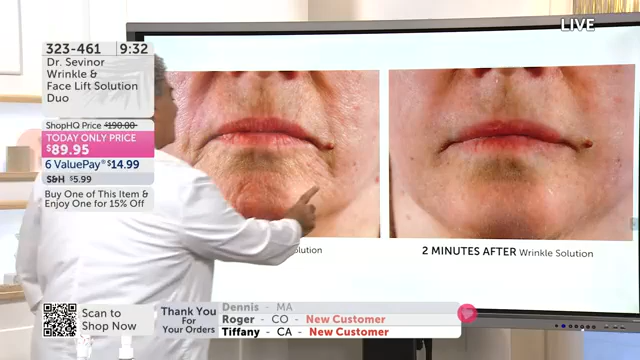 LIVE
323-461 9:32
Dr. Sevinor
Wrinkle &
Face Lift Solution
Duo
ShopHQ Price $190.00
TODAY ONLY PRICE
$89.95
6 ValuePay® $14.99
S&H $5.99
Buy One of This Item &
Enjoy One for 15% Off
olution
2 MINUTES AFTER Wrinkle Solution
Scan to
Shop Now
Thank You
For
Your Orders
Dennis - MA
Roger - CO - New Customer
Tiffany - CA - New Customer